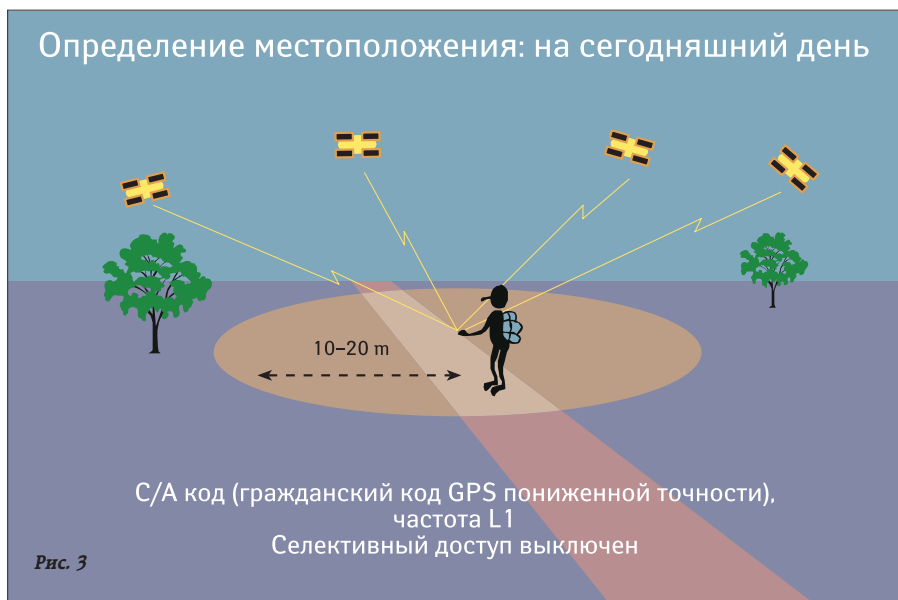 Определение местоположения: на сегодняшний день
10–20 m
C/A код (гражданский код GPS пониженной точности),
частота L1
Селективный доступ выключен
Рис. 3